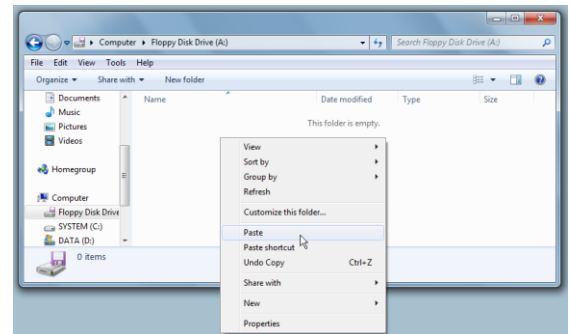 Computer Floppy Disk Drive (A:)
Search Floppy Disk Drive (A:)
File Edit View Tools Help
Organize Share with New folder
Name Date modified Type Size
This folder is empty.
Documents
Music
Pictures
Videos
Homegroup
Computer
Floppy Disk Drive
SYSTEM (C:)
DATA (D:)
0 items
View
Sort by
Group by
Refresh
Customize this folder...
Paste
Paste shortcut
Undo Copy Ctrl+Z
Share with
New
Properties